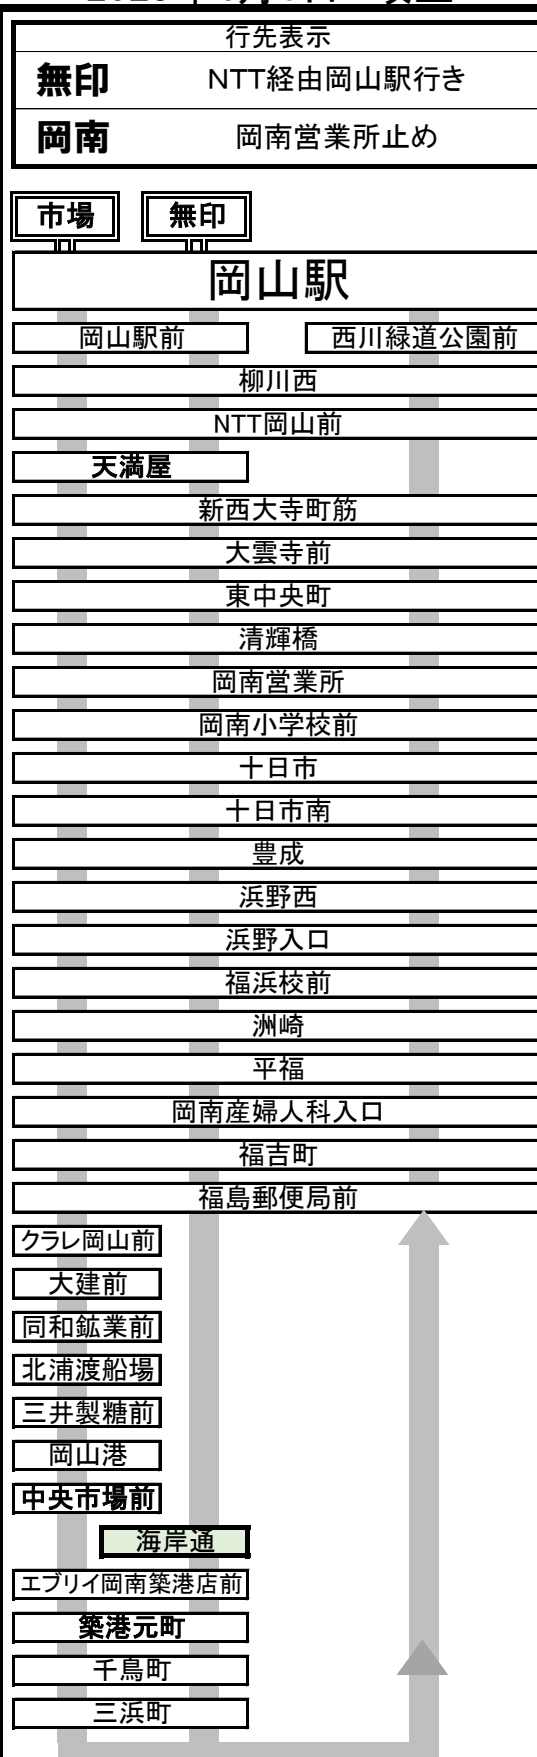 行先表示
無印 NTT経由岡山駅行き
岡南 岡南営業所止め
市場 無印
岡山駅
岡山駅前 西川緑道公園前
柳川西
NTT岡山前
天満屋
新西大寺町筋
大雲寺前
東中央町
清輝橋
岡南営業所
岡南小学校前
十日市
十日市南
豊成
浜野西
浜野入口
福浜校前
洲崎
平福
岡南産婦人科入口
福吉町
福島郵便局前
クラレ岡山前
大建前
同和鉱業前
北浦渡船場
三井製糖前
岡山港
中央市場前
海岸通
エブリイ岡南築港店前
築港元町
千鳥町
三浜町